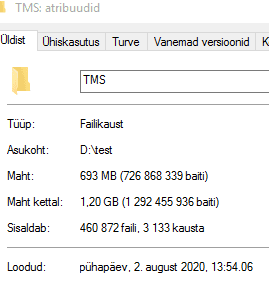 TMS: atribuudid
Üldist Ühiskasutus Turve Vanemad versioonid
TMS
Tüüp: Failikaust
Asukoht: D:\test
Maht: 693 MB (726 868 339 baiti)
Maht kettal: 1,20 GB (1 292 455 936 baiti)
Sisaldab: 460 872 faili, 3 133 kausta
Loodud: pühapäev, 2. august 2020, 13:54.06